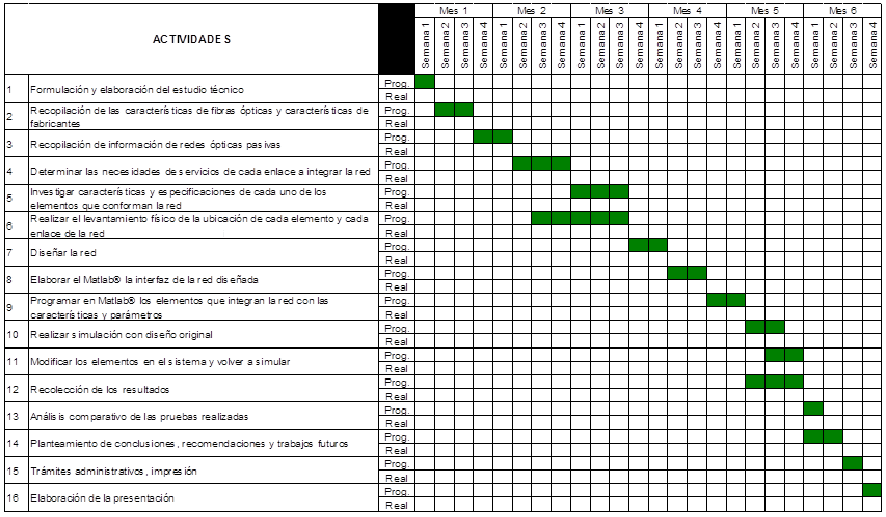 ACTIVIDADES
Mes 1 Mes 2 Mes 3 Mes 4 Mes 5 Mes 6
Semana 1 Semana 2 Semana 3 Semana 4 Semana 1 Semana 2 Semana 3 Semana 4 Semana 1 Semana 2 Semana 3 Semana 4 Semana 1 Semana 2 Semana 3 Semana 4 Semana 1 Semana 2 Semana 3 Semana 4 Semana 1 Semana 2 Semana 3 Semana 4
1 Formulación y elaboración del estudio técnico
Prog.
Real
2 Recopilación de las características de fibras ópticas y características de
fabricantes
Prog.
Real
3 Recopilación de información de redes ópticas pasivas
Prog.
Real
4 Determinar las necesidades de servicios de cada enlace a integrar la red
Prog.
Real
5 Investigar características y especificaciones de cada uno de los
elementos que conforman la red
Prog.
Real
6 Realizar el levantamiento físico de la ubicación de cada elemento y cada
enlace de la red
Prog.
Real
7 Diseñar la red
Prog.
Real
8 Elaborar el Matlab® la interfaz de la red diseñada
Prog.
Real
9 Programar en Matlab® los elementos que integran la red con las
características y parámetros
Prog.
Real
10 Realizar simulación con diseño original
Prog.
Real
11 Modificar los elementos en el sistema y volver a simular
Prog.
Real
12 Recolección de los resultados
Prog.
Real
13 Análisis comparativo de las pruebas realizadas
Prog.
Real
14 Planteamiento de conclusiones, recomendaciones y trabajos futuros
Prog.
Real
15 Trámites administrativos, impresión
Prog.
Real
16 Elaboración de la presentación
Prog.
Real